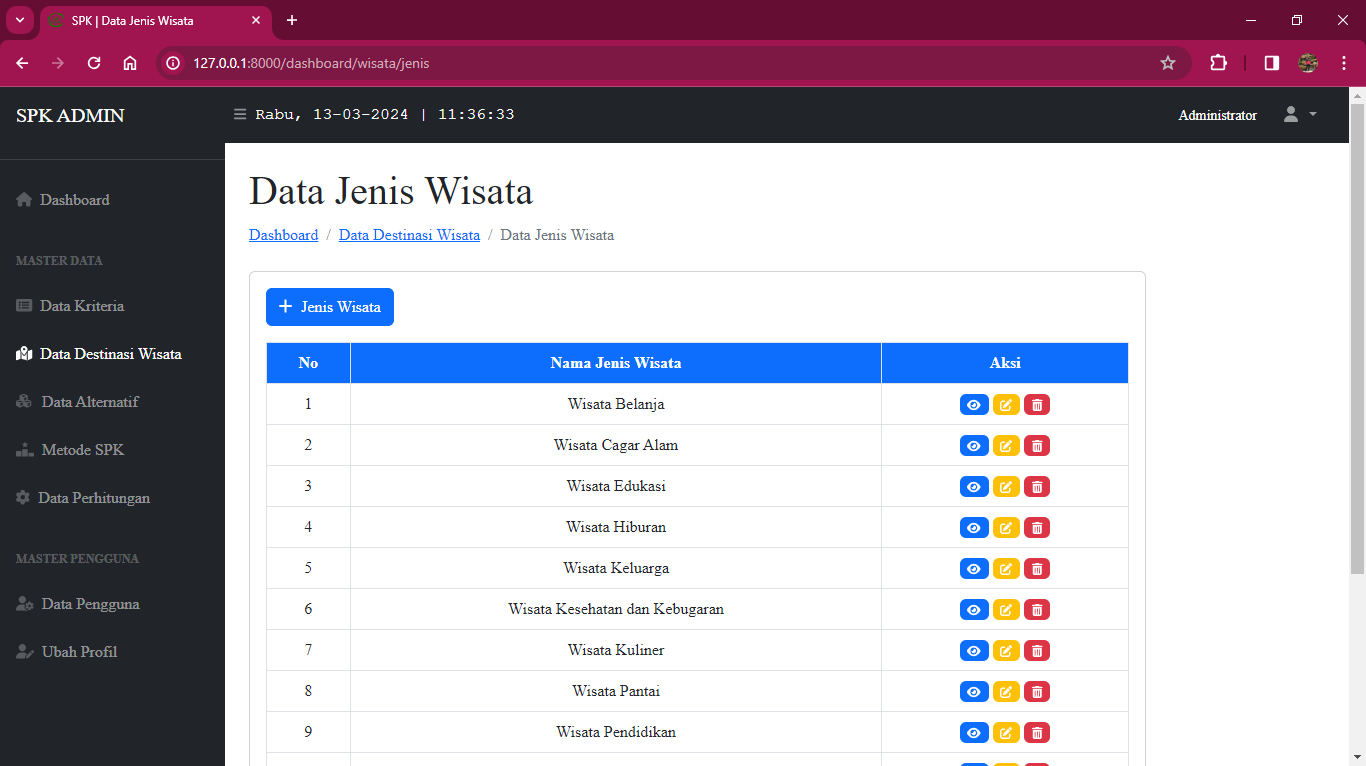 SPK | Data Jenis Wisata
127.0.0.1:8000/dashboard/wisata/jenis
SPK ADMIN
Rabu, 13-03-2024 | 11:36:33
Administrator
Dashboard
MASTER DATA
Data Kriteria
Data Destinasi Wisata
Data Alternatif
Metode SPK
Data Perhitungan
MASTER PENGGUNA
Data Pengguna
Ubah Profil
Data Jenis Wisata
Dashboard / Data Destinasi Wisata / Data Jenis Wisata
+ Jenis Wisata
No Nama Jenis Wisata Aksi
1 Wisata Belanja
2 Wisata Cagar Alam
3 Wisata Edukasi
4 Wisata Hiburan
5 Wisata Keluarga
6 Wisata Kesehatan dan Kebugaran
7 Wisata Kuliner
8 Wisata Pantai
9 Wisata Pendidikan